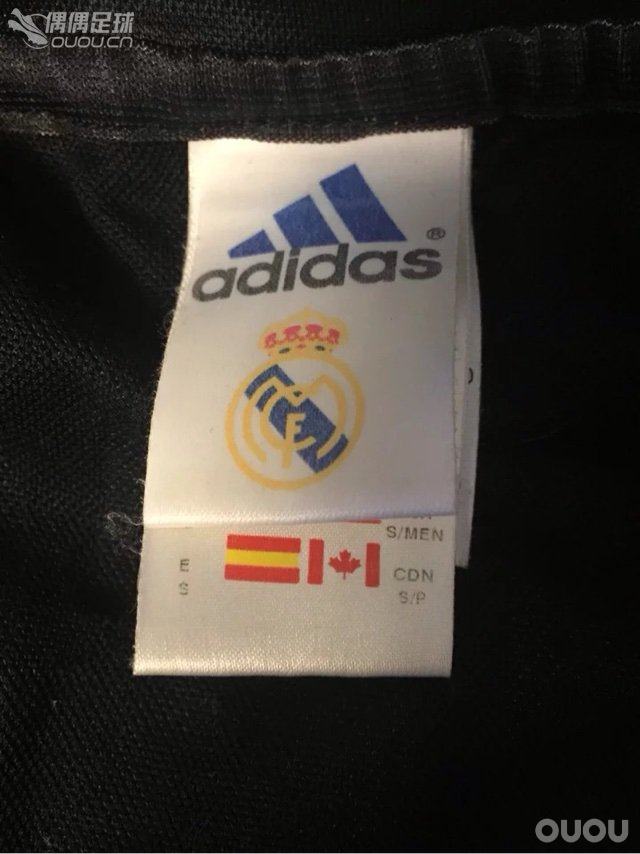 偶偶足球
OUOU.CN
adidas®
S/MEN
E
S
CDN
S/P
OUOU